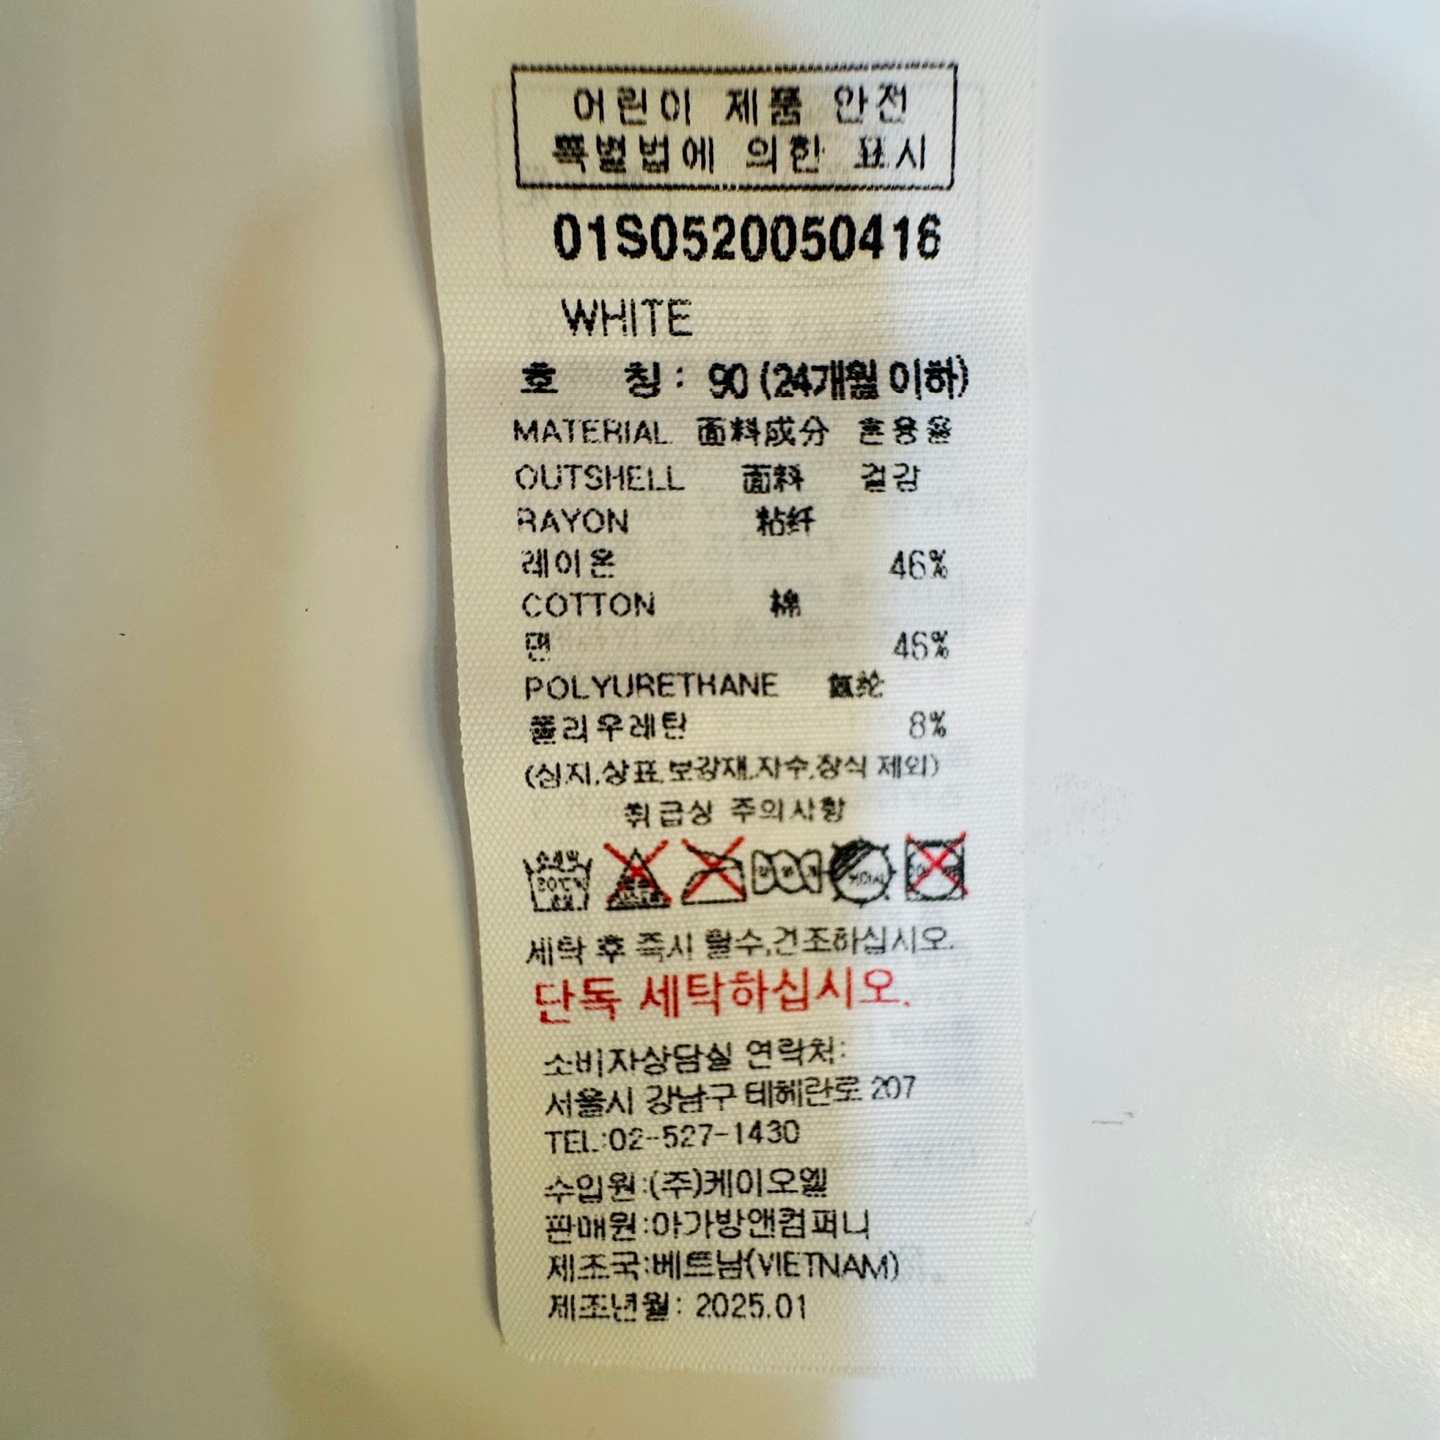 어린이 제품 안전
특별법에 의한 표시
01S0520050416
WHITE
호 칭: 90 (24개월 이하)
MATERIAL 面料成分 혼용율
OUTSHELL 面料 겉감
RAYON 粘纤
레이온 46%
COTTON 棉
면 46%
POLYURETHANE 氨纶
폴리우레탄 8%
(심지,상표,보강재,자수,장식 제외)
취급상 주의사항
세탁 후 즉시 탈수,건조하십시오.
단독 세탁하십시오.
소비자상담실 연락처:
서울시 강남구 테헤란로 207
TEL:02-527-1430
수입원:(주)케이오엘
판매원:아가방앤컴퍼니
제조국:베트남(VIETNAM)
제조년월: 2025.01